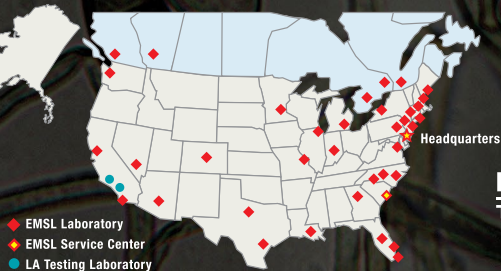 Headquarters
EMSL Laboratory
EMSL Service Center
LA Testing Laboratory